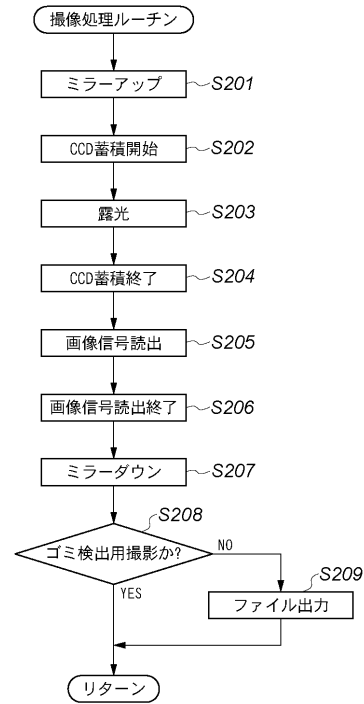 撮像処理ルーチン
ミラーアップ
S201
CCD蓄積開始
S202
露光
S203
CCD蓄積終了
S204
画像信号読出
S205
画像信号読出終了
S206
ミラーダウン
S207
S208
ゴミ検出用撮影か?
NO
YES
S209
ファイル出力
リターン